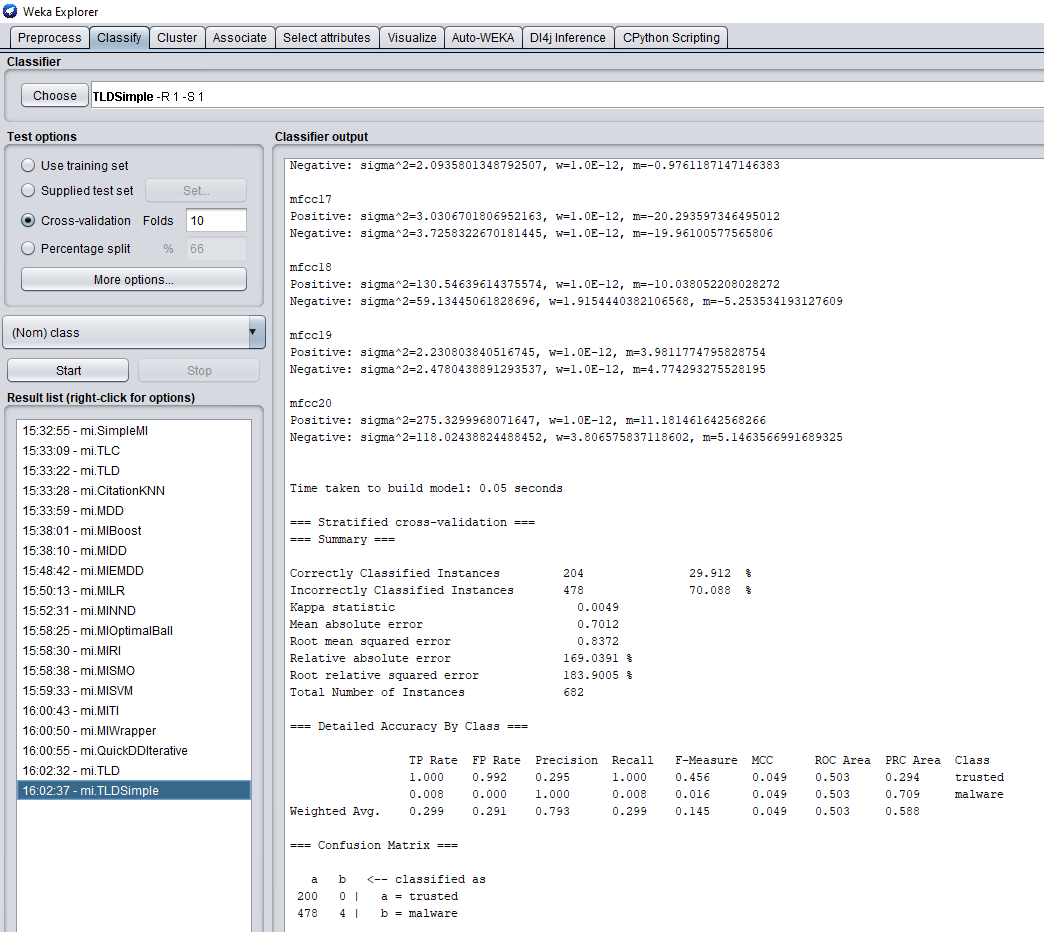 Weka Explorer
Preprocess Classify Cluster Associate Select attributes Visualize Auto-WEKA Dl4j Inference CPython Scripting
Classifier
Choose TLDSimple -R 1 -S 1
Test options
Use training set
Supplied test set Set...
Cross-validation Folds 10
Percentage split % 66
More options...
(Nom) class
Start Stop
Result list (right-click for options)
15:32:55 - mi.SimpleMI
15:33:09 - mi.TLC
15:33:22 - mi.TLD
15:33:28 - mi.CitationKNN
15:33:59 - mi.MDD
15:38:01 - mi.MIBoost
15:38:10 - mi.MIDD
15:48:42 - mi.MIEMDD
15:50:13 - mi.MILR
15:52:31 - mi.MINND
15:58:25 - mi.MIOptimalBall
15:58:30 - mi.MIRI
15:58:38 - mi.MISMO
15:59:33 - mi.MISVM
16:00:43 - mi.MITI
16:00:50 - mi.MIWrapper
16:00:55 - mi.QuickDDIterative
16:02:32 - mi.TLD
16:02:37 - mi.TLDSimple
Classifier output
Negative: sigma^2=2.0935801348792507, w=1.0E-12, m=-0.9761187147146383
mfcc17
Positive: sigma^2=3.0306701806952163, w=1.0E-12, m=-20.293597346495012
Negative: sigma^2=3.7258322670181445, w=1.0E-12, m=-19.96100577565806
mfcc18
Positive: sigma^2=130.54639614375574, w=1.0E-12, m=-10.038052208028272
Negative: sigma^2=59.13445061828696, w=1.9154440382106568, m=-5.253534193127609
mfcc19
Positive: sigma^2=2.230803840516745, w=1.0E-12, m=3.9811774795828754
Negative: sigma^2=2.4780438891293537, w=1.0E-12, m=4.774293275528195
mfcc20
Positive: sigma^2=275.3299968071647, w=1.0E-12, m=11.181461642568266
Negative: sigma^2=118.02438824488452, w=3.806575837118602, m=5.1463566991689325
Time taken to build model: 0.05 seconds
=== Stratified cross-validation ===
=== Summary ===
Correctly Classified Instances 204 29.912 %
Incorrectly Classified Instances 478 70.088 %
Kappa statistic 0.0049
Mean absolute error 0.7012
Root mean squared error 0.8372
Relative absolute error 169.0391 %
Root relative squared error 183.9005 %
Total Number of Instances 682
=== Detailed Accuracy By Class ===
TP Rate FP Rate Precision Recall F-Measure MCC ROC Area PRC Area Class
1.000 0.992 0.295 1.000 0.456 0.049 0.503 0.294 trusted
0.008 0.000 1.000 0.008 0.016 0.049 0.503 0.709 malware
Weighted Avg. 0.299 0.291 0.793 0.299 0.145 0.049 0.503 0.588
=== Confusion Matrix ===
a b <-- classified as
200 0 | a = trusted
478 4 | b = malware